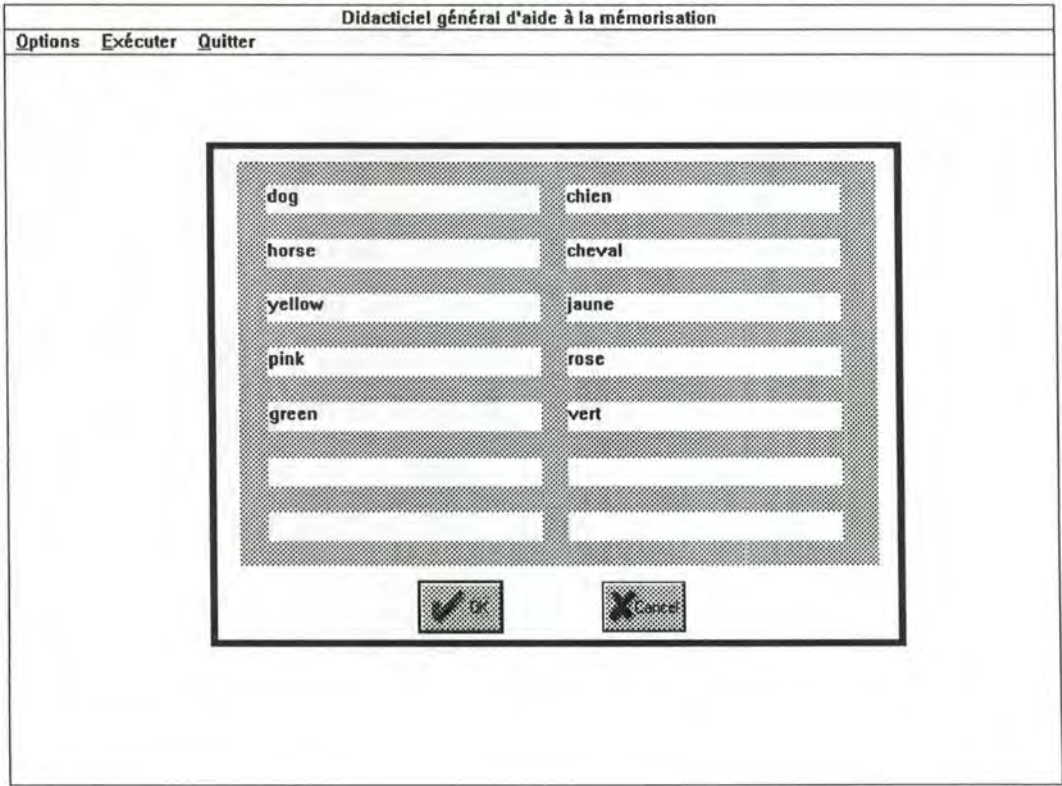 Didacticiel général d'aide à la mémorisation
Options Exécuter Quitter
dog chien
horse cheval
yellow jaune
pink rose
green vert
OK Cancel